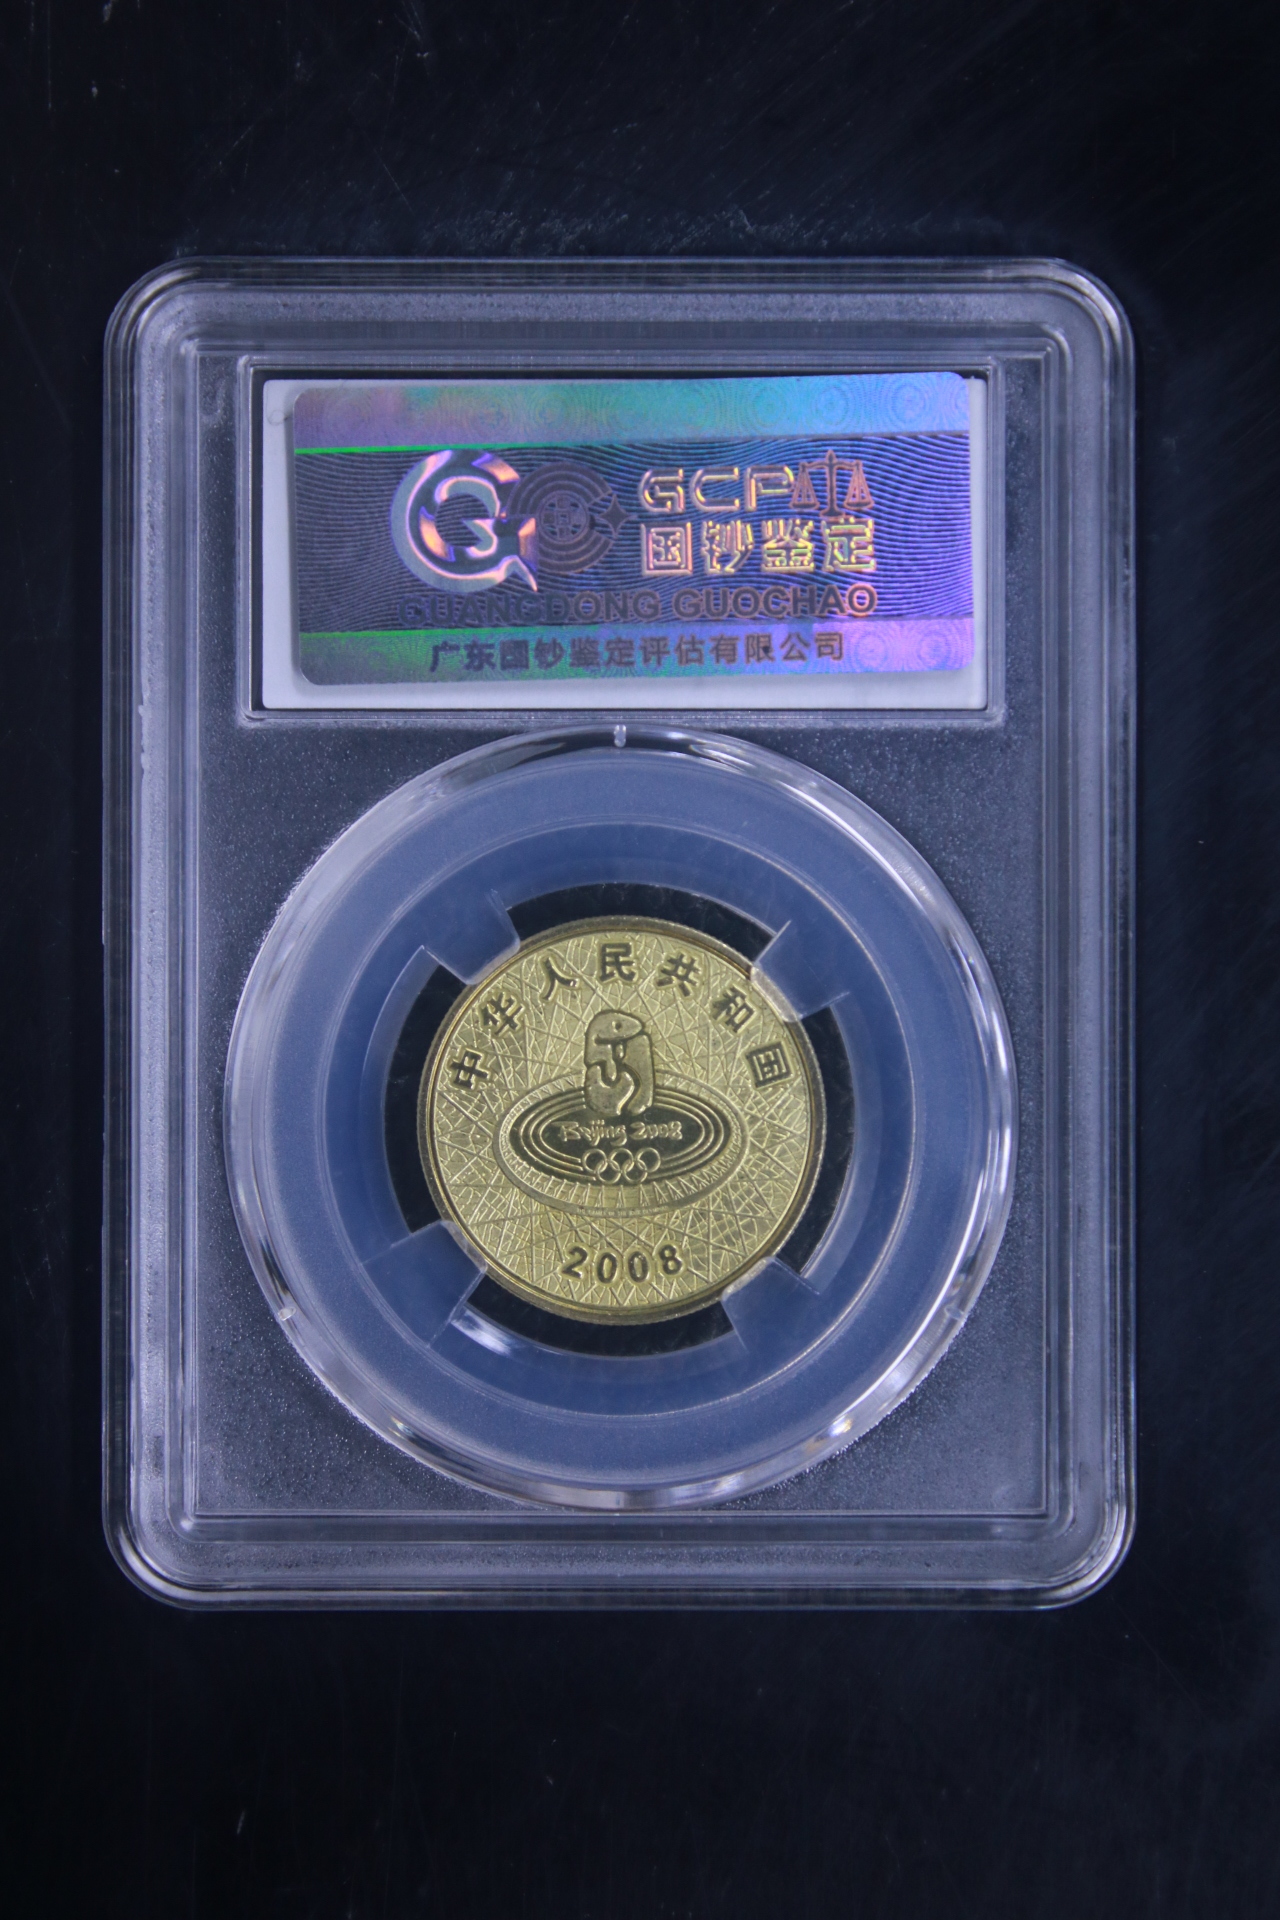 GCP
国钞鉴定
GUANGDONG GUOCHAO
广东国钞鉴定评估有限公司
中华人民共和国
Beijing 2008
2008